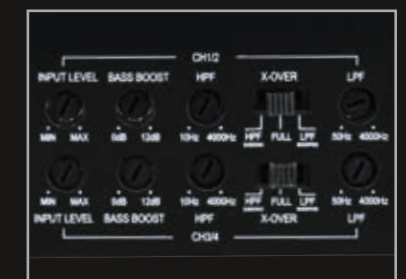 CH1/2
INPUT LEVEL BASS BOOST HPF X-OVER LPF
MIN MAX 0dB 12dB 10Hz 4000Hz HPF FULL LPF 50Hz 4000Hz
MIN MAX 0dB 12dB 10Hz 4000Hz HPF FULL LPF 50Hz 4000Hz
INPUT LEVEL BASS BOOST HPF X-OVER LPF
CH3/4